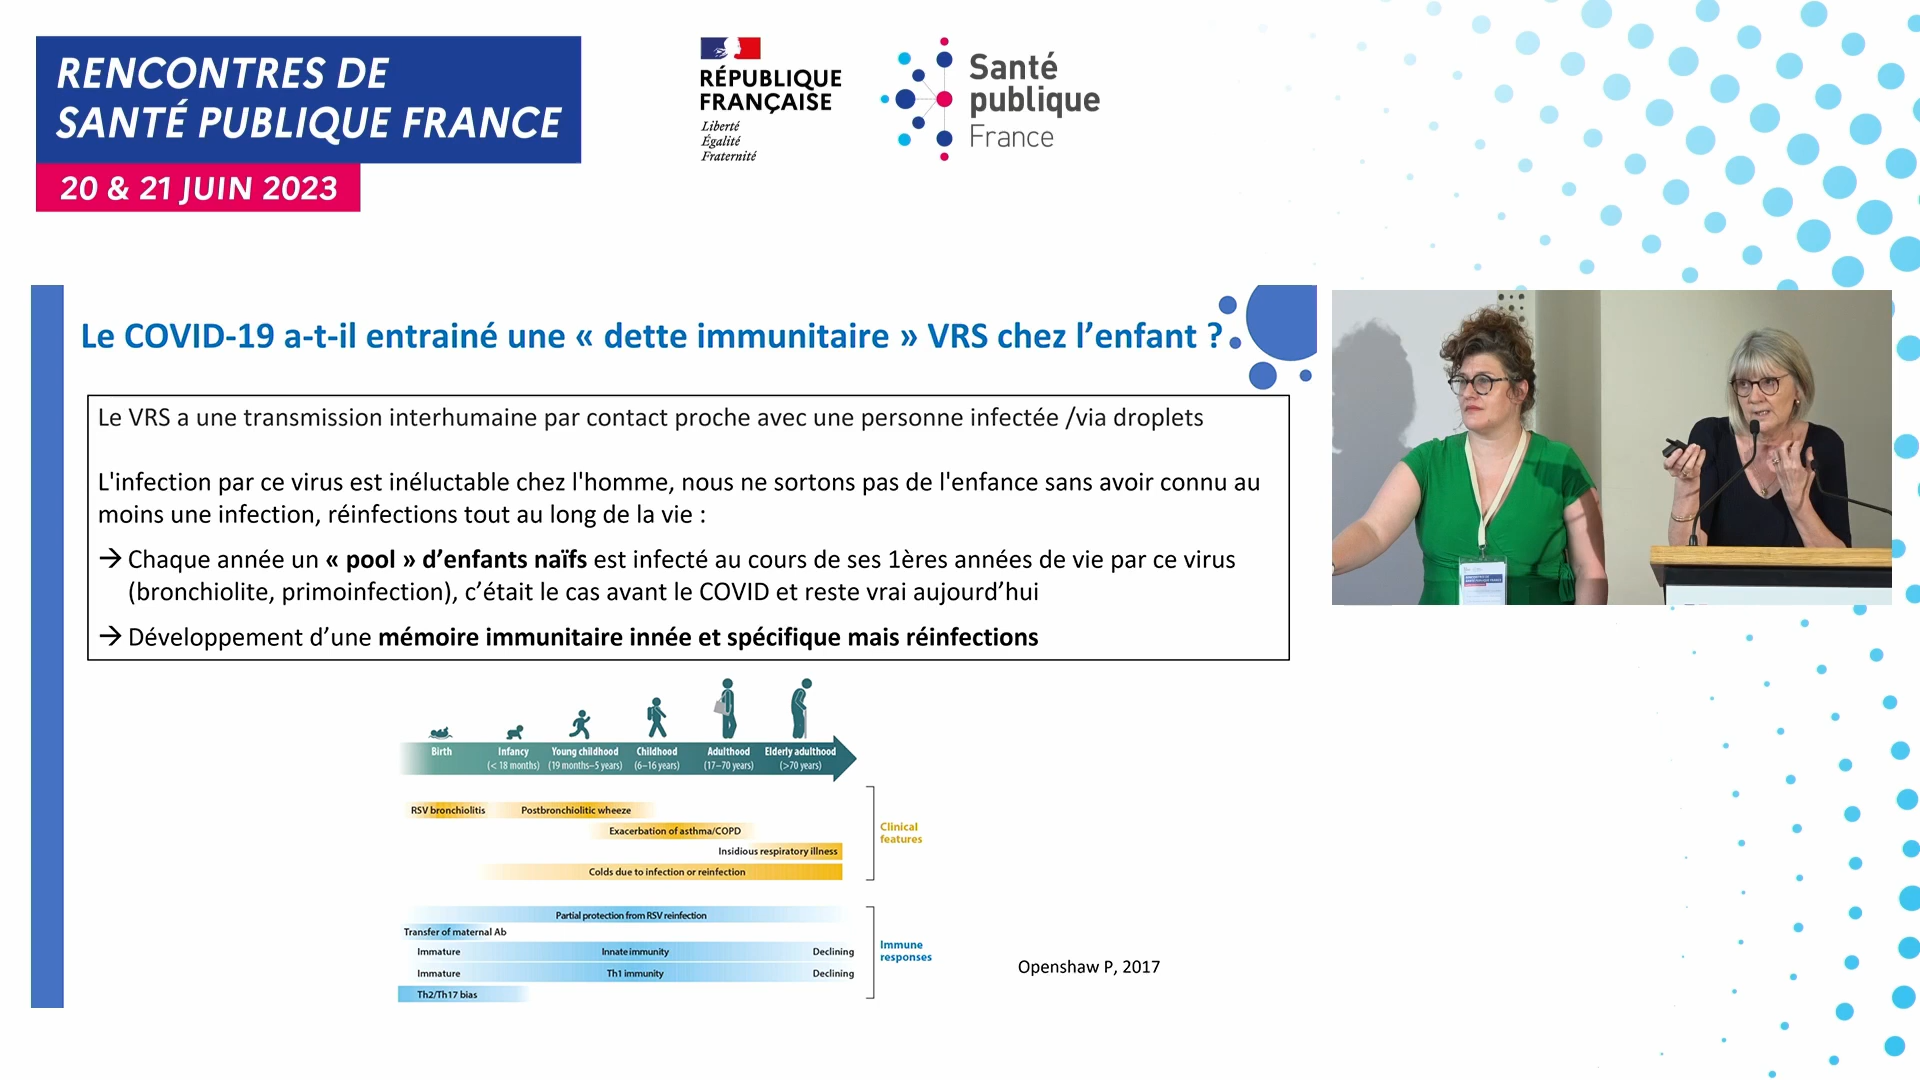 RENCONTRES DE
SANTÉ PUBLIQUE FRANCE
20 & 21 JUIN 2023
RÉPUBLIQUE
FRANÇAISE
Liberté
Égalité
Fraternité
Santé
publique
France
Le COVID-19 a-t-il entrainé une « dette immunitaire » VRS chez l’enfant ?
Le VRS a une transmission interhumaine par contact proche avec une personne infectée /via droplets
L'infection par ce virus est inéluctable chez l'homme, nous ne sortons pas de l'enfance sans avoir connu au
moins une infection, réinfections tout au long de la vie :
→ Chaque année un « pool » d’enfants naïfs est infecté au cours de ses 1ères années de vie par ce virus
(bronchiolite, primoinfection), c’était le cas avant le COVID et reste vrai aujourd’hui
→ Développement d’une mémoire immunitaire innée et spécifique mais réinfections
Birth Infancy Young childhood Childhood Adulthood Elderly adulthood
(< 18 months) (19 months–5 years) (6–16 years) (17–70 years) (>70 years)
RSV bronchiolitis Postbronchiolitic wheeze
Exacerbation of asthma/COPD
Insidious respiratory illness
Colds due to infection or reinfection
Clinical
features
Partial protection from RSV reinfection
Transfer of maternal Ab
Immature Innate immunity Declining
Immature Th1 immunity Declining
Th2/Th17 bias
Immune
responses
Openshaw P, 2017